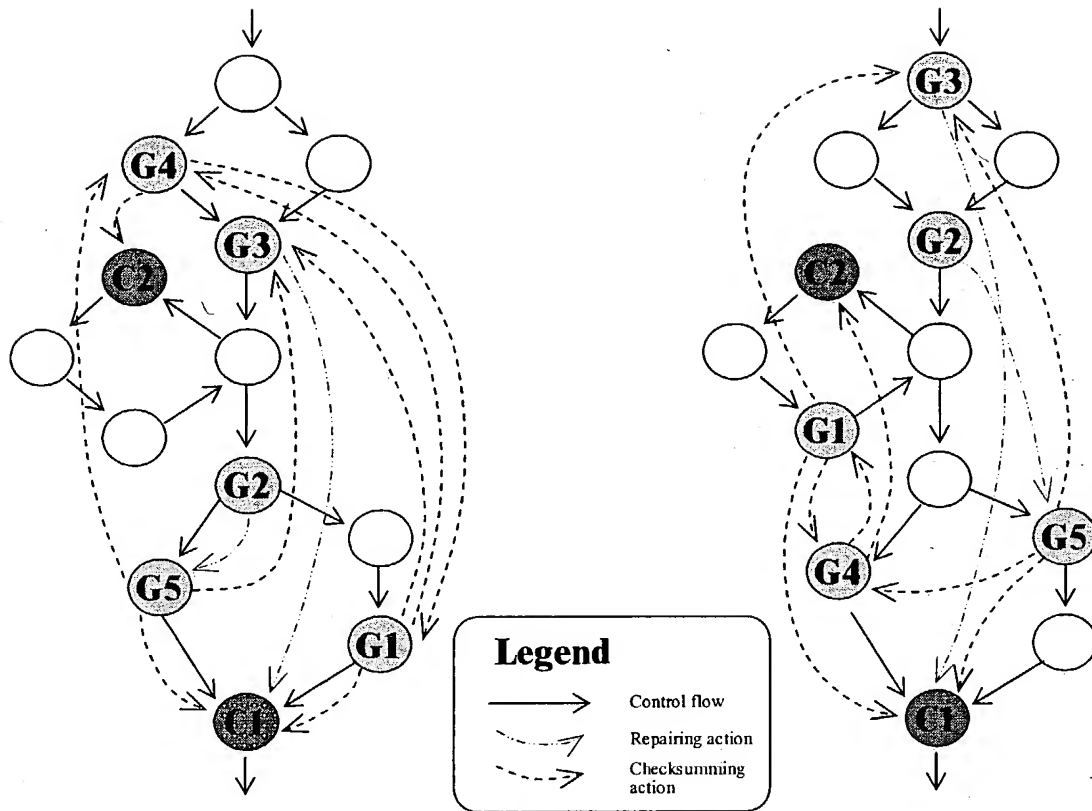 G3
G4
G3
G2
C2
C2
G1
G2
G5
G5
G4
G1
C1
C1
Legend
Control flow
Repairing action
Checksumming
action